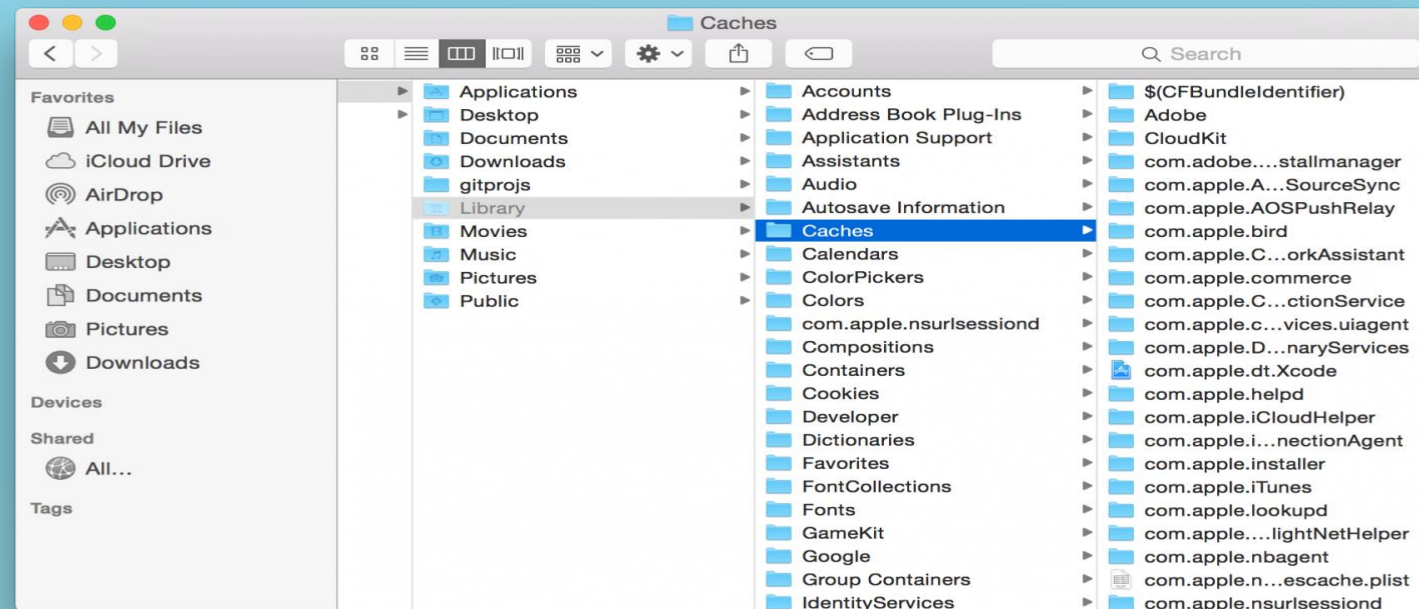 Caches
Search
Favorites
All My Files
iCloud Drive
AirDrop
Applications
Desktop
Documents
Pictures
Downloads
Devices
Shared
All...
Tags
Applications
Desktop
Documents
Downloads
gitprojs
Library
Movies
Music
Pictures
Public
Accounts
Address Book Plug-Ins
Application Support
Assistants
Audio
Autosave Information
Caches
Calendars
ColorPickers
Colors
com.apple.nsurlsessiond
Compositions
Containers
Cookies
Developer
Dictionaries
Favorites
FontCollections
Fonts
GameKit
Google
Group Containers
IdentityServices
$(CFBundleIdentifier)
Adobe
CloudKit
com.adobe....stallmanager
com.apple.A...SourceSync
com.apple.AOSPushRelay
com.apple.bird
com.apple.C...orkAssistant
com.apple.commerce
com.apple.C...ctionService
com.apple.c...vices.uiagent
com.apple.D...naryServices
com.apple.dt.Xcode
com.apple.helpd
com.apple.iCloudHelper
com.apple.i...nectionAgent
com.apple.installer
com.apple.iTunes
com.apple.lookupd
com.apple....lightNetHelper
com.apple.nbagent
com.apple.n...escache.plist
com.apple.nsurlsessiond